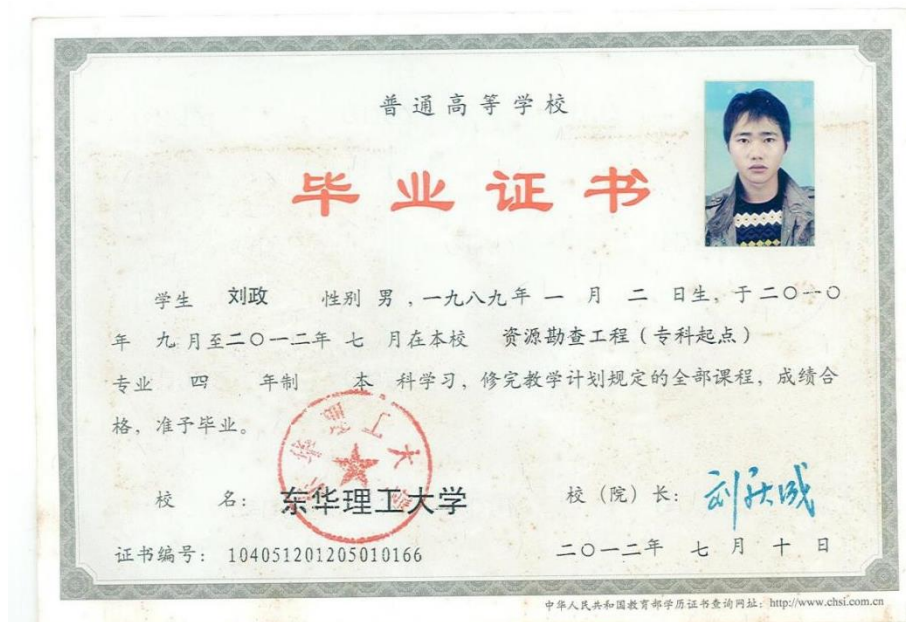 普通高等学校
毕业证书
学生 刘政 性别 男，一九八九年 一 月 二 日生，于二〇一〇
年 九 月至二〇一二年 七 月在本校 资源勘查工程（专科起点）
专业 四 年制 本 科学习，修完教学计划规定的全部课程，成绩合
格，准予毕业。
校 名： 东华理工大学 校（院）长：
证书编号： 104051201205010166 二〇一二年 七 月 十 日
中华人民共和国教育部学历证书查询网址：http://www.chsi.com.cn